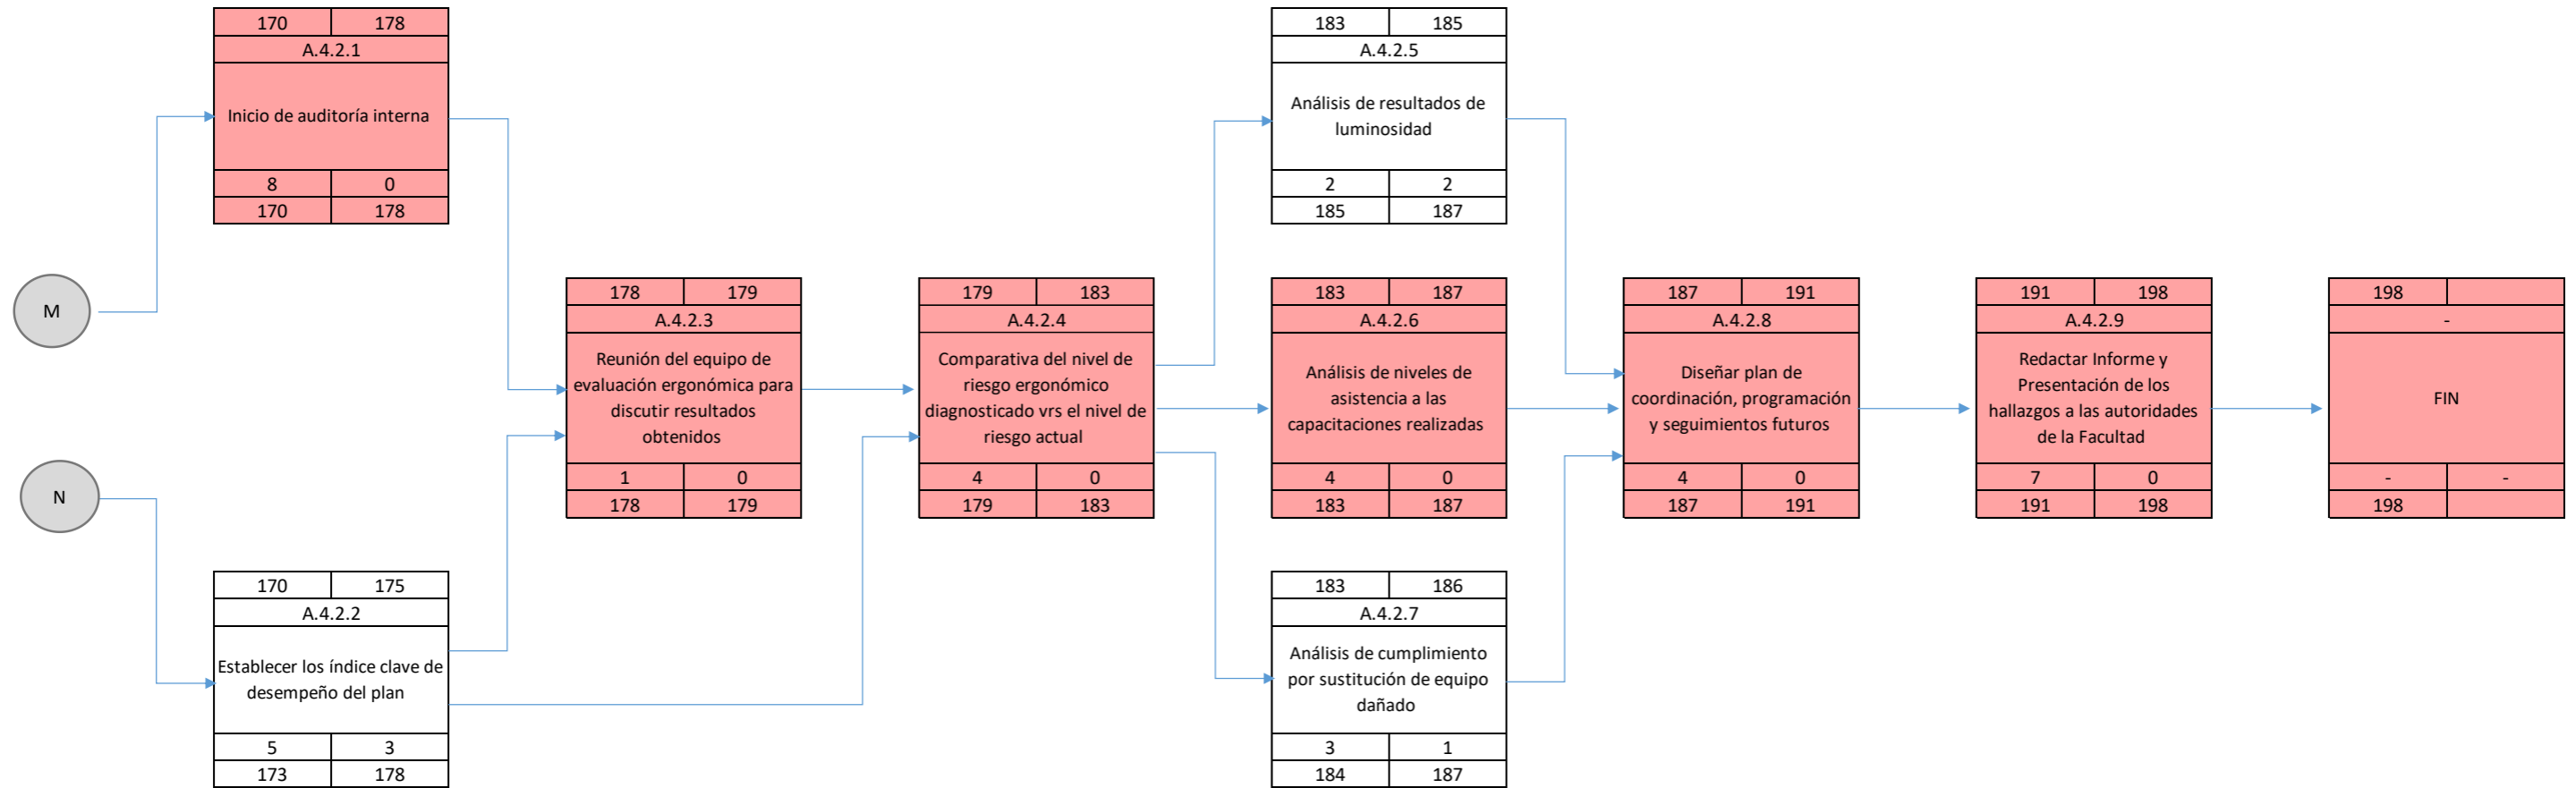 170 178
A.4.2.1
Inicio de auditoría interna
8 0
170 178
M
N
170 175
A.4.2.2
Establecer los índice clave de
desempeño del plan
5 3
173 178
178 179
A.4.2.3
Reunión del equipo de
evaluación ergonómica para
discutir resultados
obtenidos
1 0
178 179
179 183
A.4.2.4
Comparativa del nivel de
riesgo ergonómico
diagnosticado vrs el nivel de
riesgo actual
4 0
179 183
183 185
A.4.2.5
Análisis de resultados de
luminosidad
2 2
185 187
183 187
A.4.2.6
Análisis de niveles de
asistencia a las
capacitaciones realizadas
4 0
183 187
183 186
A.4.2.7
Análisis de cumplimiento
por sustitución de equipo
dañado
3 1
184 187
187 191
A.4.2.8
Diseñar plan de
coordinación, programación
y seguimientos futuros
4 0
187 191
191 198
A.4.2.9
Redactar Informe y
Presentación de los
hallazgos a las autoridades
de la Facultad
7 0
191 198
198
-
FIN
- -
198